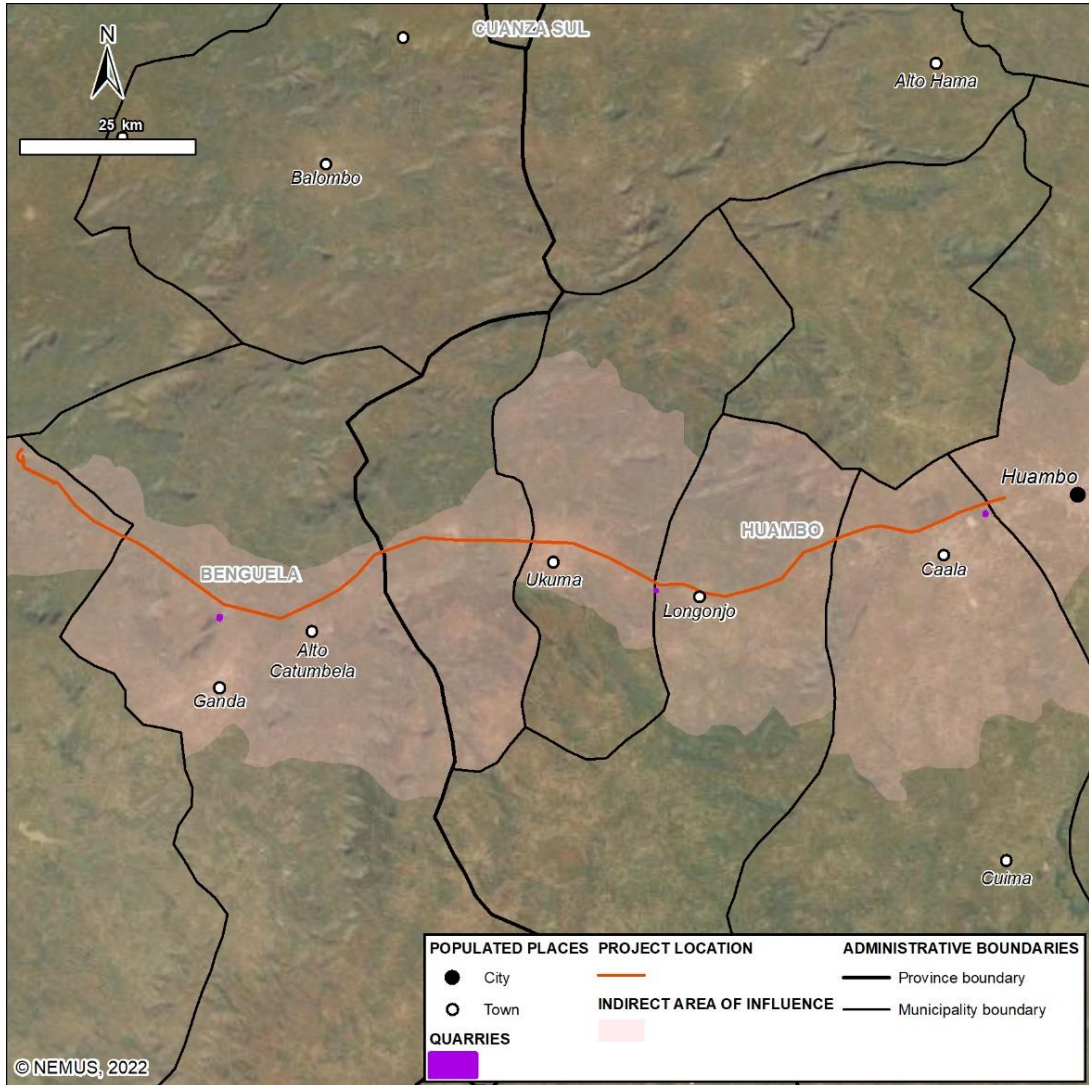 CUANZA SUL
N
Alto Hama
25 km
Balombo
Huambo
HUAMBO
BENGUELA
Ukuma
Caala
Longonjo
Alto
Catumbela
Ganda
Cuima
POPULATED PLACES
City
Town
QUARRIES
PROJECT LOCATION
INDIRECT AREA OF INFLUENCE
ADMINISTRATIVE BOUNDARIES
Province boundary
Municipality boundary
© NEMUS, 2022